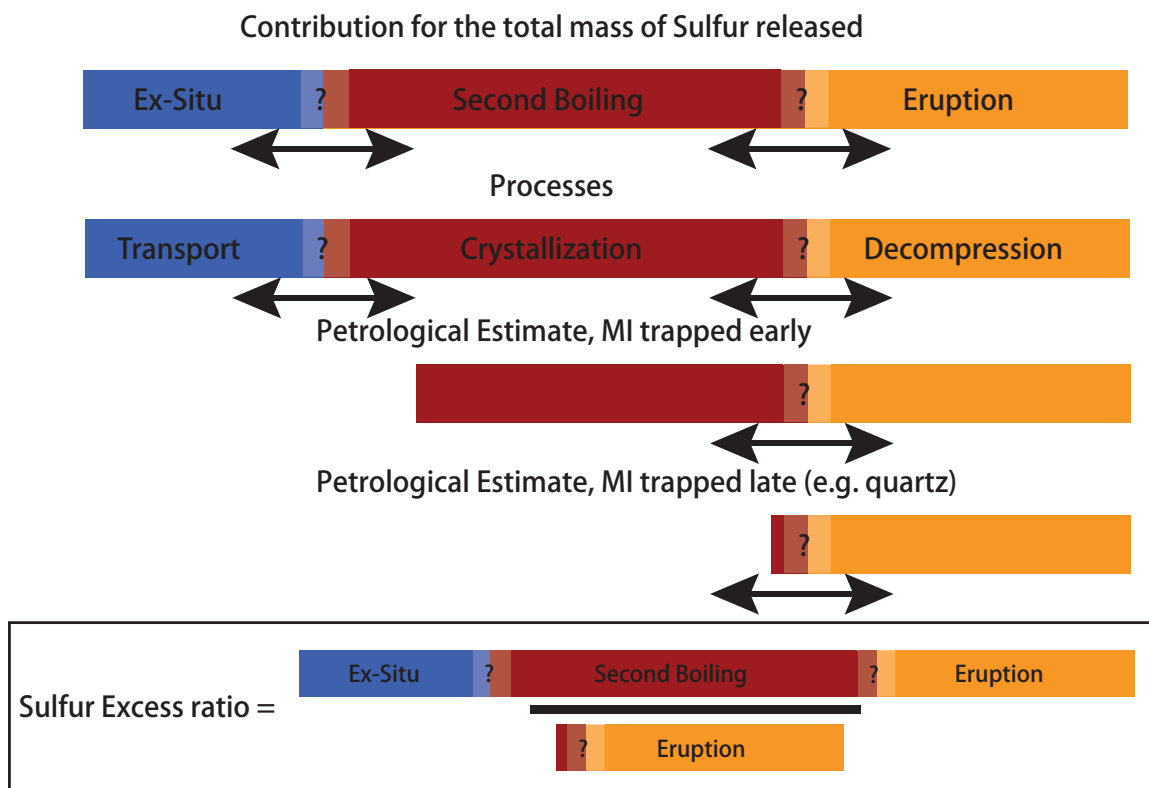 Contribution for the total mass of Sulfur released
Ex-Situ ? Second Boiling ? Eruption
Processes
Transport ? Crystallization ? Decompression
Petrological Estimate, MI trapped early
?
Petrological Estimate, MI trapped late (e.g. quartz)
?
Ex-Situ ? Second Boiling ? Eruption
Sulfur Excess ratio =
? Eruption